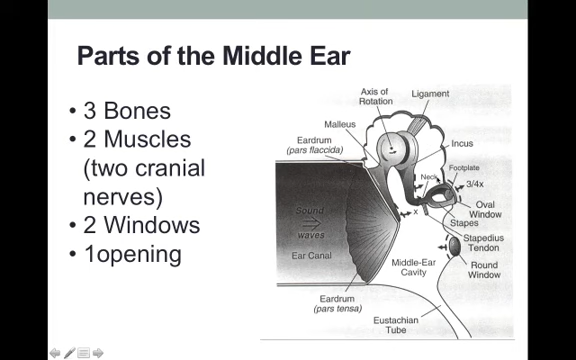 Parts of the Middle Ear
• 3 Bones
• 2 Muscles
(two cranial
nerves)
• 2 Windows
• 1opening
Axis of
Rotation
Ligament
Malleus
Eardrum
(pars flaccida)
Incus
Neck
Footplate
3/4x
Oval
Window
x
Stapes
Stapedius
Tendon
Sound
waves
Ear Canal
Middle-Ear
Cavity
Round
Window
Eardrum
(pars tensa)
Eustachian
Tube